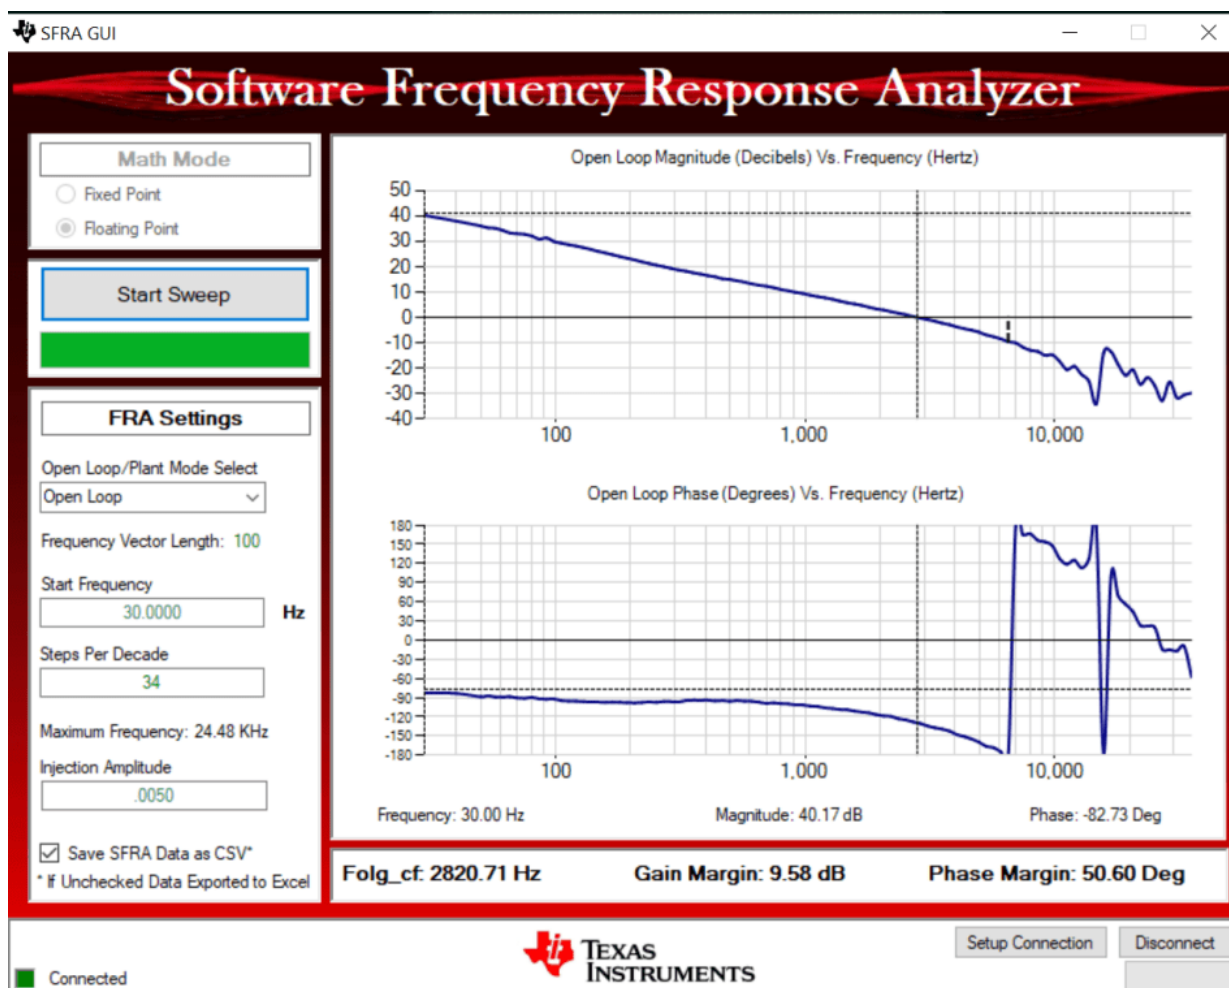 SFRA GUI
Software Frequency Response Analyzer
Math Mode
Fixed Point
Floating Point
Start Sweep
FRA Settings
Open Loop/Plant Mode Select
Open Loop
Frequency Vector Length: 100
Start Frequency
30.0000 Hz
Steps Per Decade
34
Maximum Frequency: 24.48 KHz
Injection Amplitude
.0050
Save SFRA Data as CSV*
* If Unchecked Data Exported to Excel
Open Loop Magnitude (Decibels) Vs. Frequency (Hertz)
50
40
30
20
10
0
-10
-20
-30
-40
100 1,000 10,000
Open Loop Phase (Degrees) Vs. Frequency (Hertz)
180
150
120
90
60
30
0
-30
-60
-90
-120
-150
-180
100 1,000 10,000
Frequency: 30.00 Hz Magnitude: 40.17 dB Phase: -82.73 Deg
Folg_cf: 2820.71 Hz Gain Margin: 9.58 dB Phase Margin: 50.60 Deg
Connected
TEXAS
INSTRUMENTS
Setup Connection Disconnect